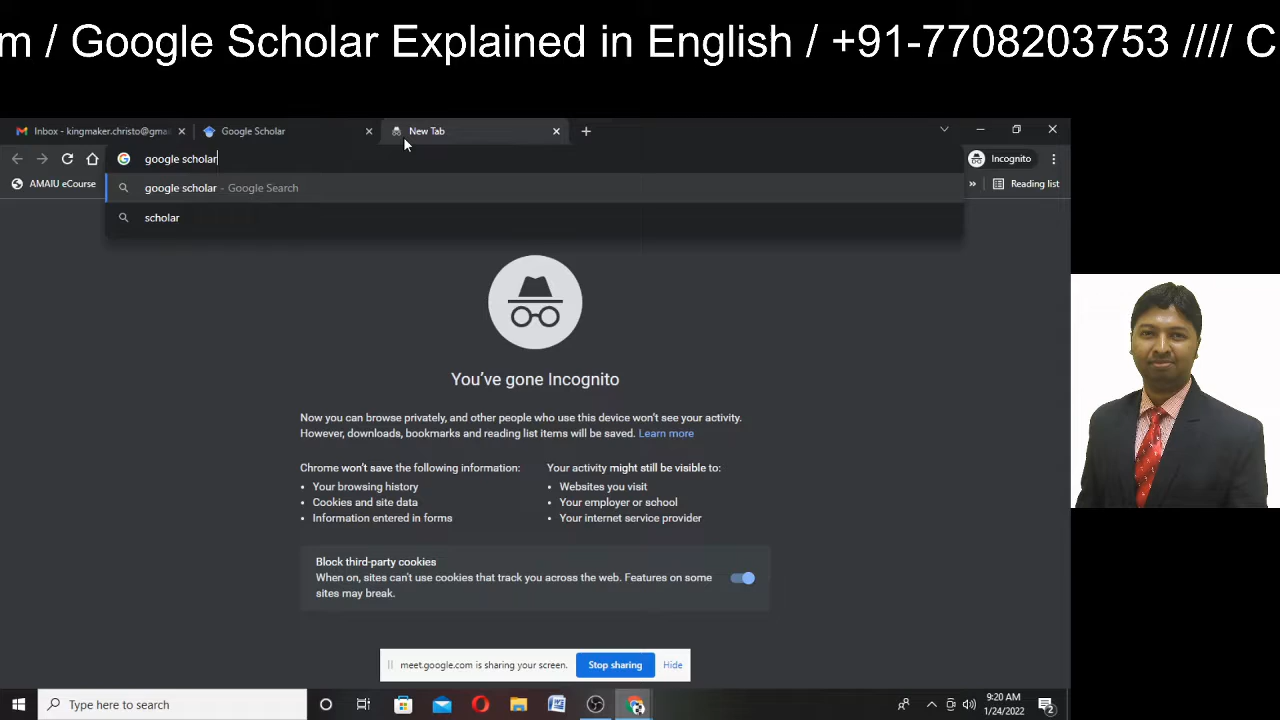 m / Google Scholar Explained in English / +91-7708203753 //// C
Inbox - kingmaker.christo@gma
Google Scholar
New Tab
google scholar
Incognito
AMAIU eCourse
»
Reading list
google scholar - Google Search
scholar
You've gone Incognito
Now you can browse privately, and other people who use this device won't see your activity.
However, downloads, bookmarks and reading list items will be saved. Learn more
Chrome won't save the following information:
• Your browsing history
• Cookies and site data
• Information entered in forms
Your activity might still be visible to:
• Websites you visit
• Your employer or school
• Your internet service provider
Block third-party cookies
When on, sites can't use cookies that track you across the web. Features on some
sites may break.
meet.google.com is sharing your screen.
Stop sharing
Hide
Type here to search
9:20 AM
1/24/2022
2